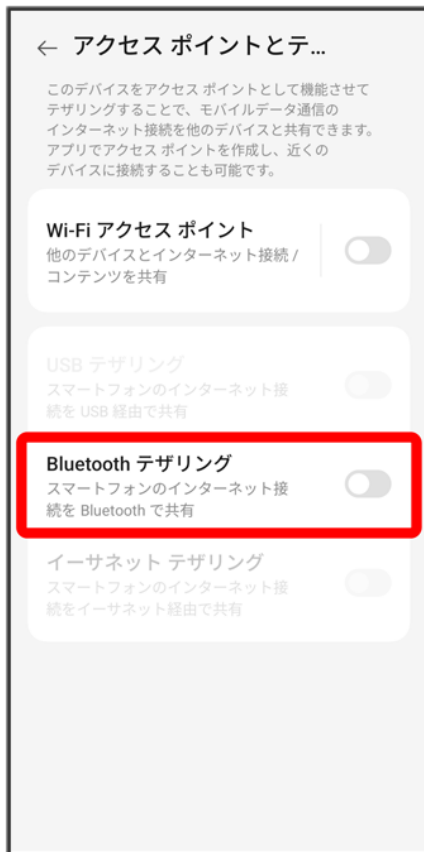 ← アクセス ポイントとテ...
このデバイスをアクセス ポイントとして機能させて
テザリングすることで、モバイルデータ通信の
インターネット接続を他のデバイスと共有できます。
アプリでアクセス ポイントを作成し、近くの
デバイスに接続することも可能です。
Wi-Fi アクセス ポイント
他のデバイスとインターネット接続 /
コンテンツを共有
USB テザリング
スマートフォンのインターネット接
続を USB 経由で共有
Bluetooth テザリング
スマートフォンのインターネット接
続を Bluetooth で共有
イーサネット テザリング
スマートフォンのインターネット接
続をイーサネット経由で共有